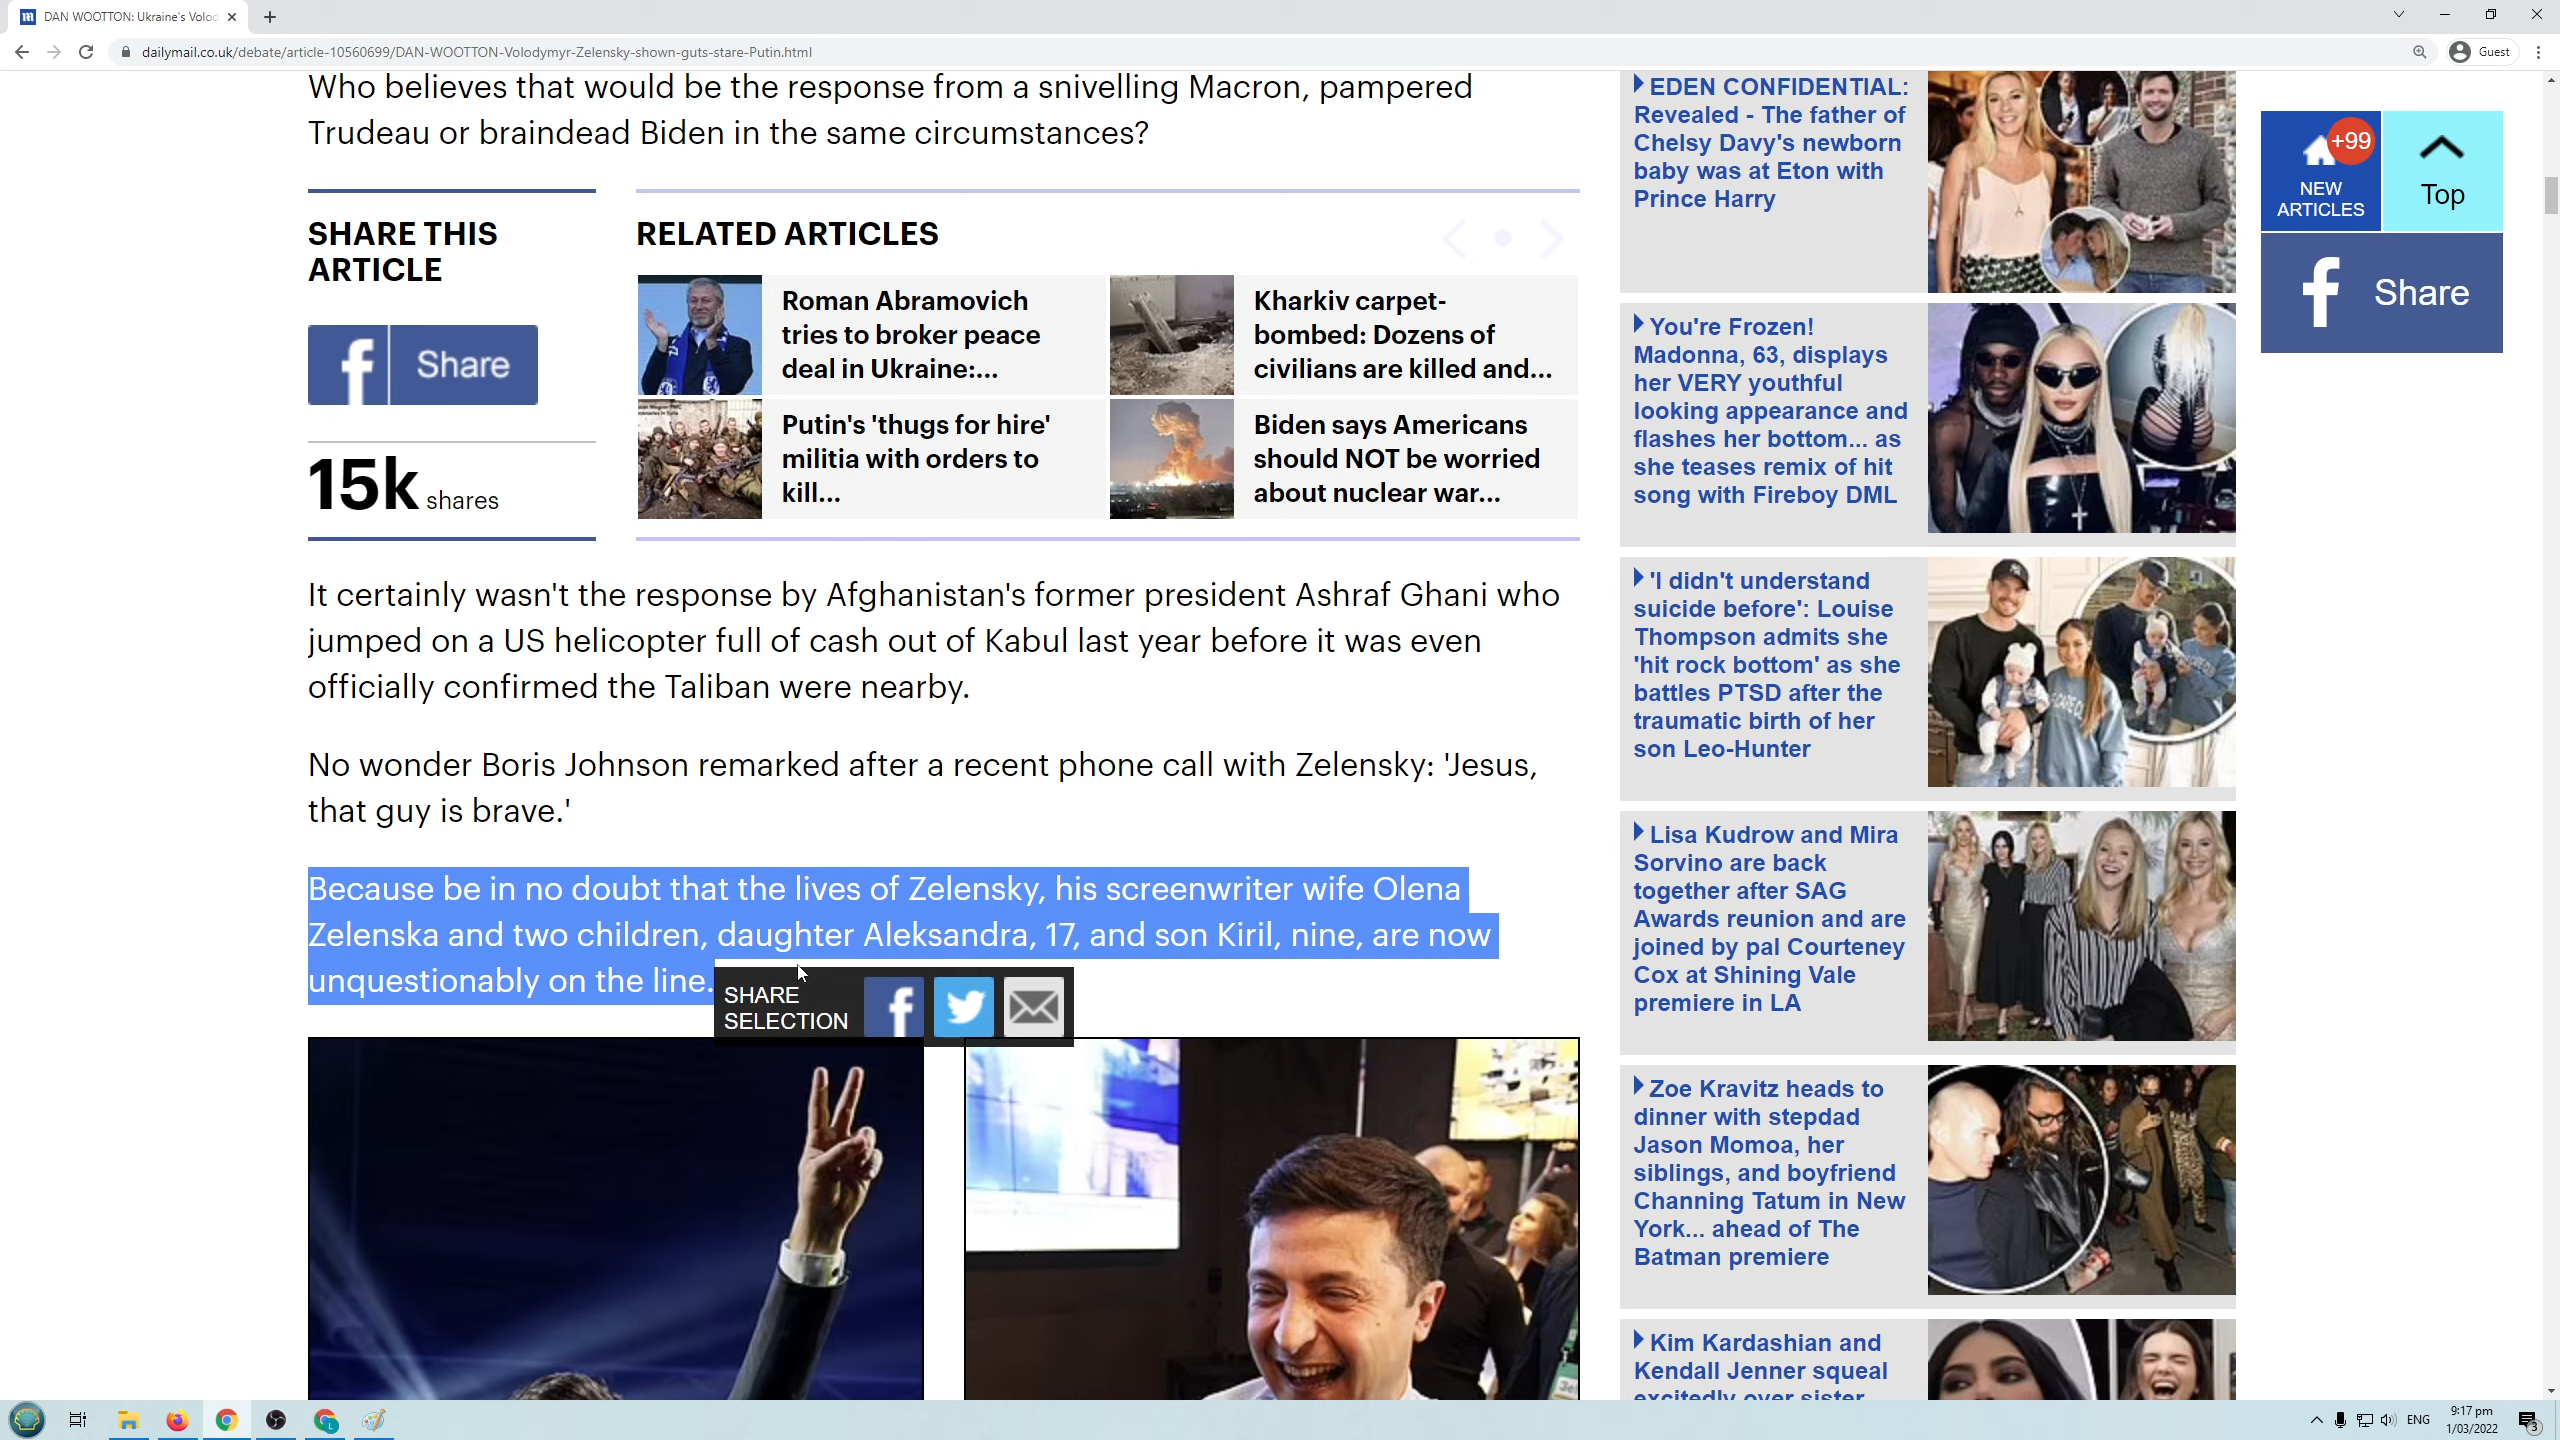 DAN WOOTTON: Ukraine's Volod
dailymail.co.uk/debate/article-10560699/DAN-WOOTTON-Volodymyr-Zelensky-shown-guts-stare-Putin.html
Guest
Who believes that would be the response from a snivelling Macron, pampered
Trudeau or braindead Biden in the same circumstances?
SHARE THIS
ARTICLE
Share
15k shares
RELATED ARTICLES
Roman Abramovich
tries to broker peace
deal in Ukraine:...
Kharkiv carpet-
bombed: Dozens of
civilians are killed and...
Putin's 'thugs for hire'
militia with orders to
kill...
Biden says Americans
should NOT be worried
about nuclear war...
It certainly wasn't the response by Afghanistan's former president Ashraf Ghani who
jumped on a US helicopter full of cash out of Kabul last year before it was even
officially confirmed the Taliban were nearby.
No wonder Boris Johnson remarked after a recent phone call with Zelensky: 'Jesus,
that guy is brave.'
Because be in no doubt that the lives of Zelensky, his screenwriter wife Olena
Zelenska and two children, daughter Aleksandra, 17, and son Kiril, nine, are now
unquestionably on the line.
SHARE
SELECTION
EDEN CONFIDENTIAL:
Revealed - The father of
Chelsy Davy's newborn
baby was at Eton with
Prince Harry
You're Frozen!
Madonna, 63, displays
her VERY youthful
looking appearance and
flashes her bottom... as
she teases remix of hit
song with Fireboy DML
'I didn't understand
suicide before': Louise
Thompson admits she
'hit rock bottom' as she
battles PTSD after the
traumatic birth of her
son Leo-Hunter
Lisa Kudrow and Mira
Sorvino are back
together after SAG
Awards reunion and are
joined by pal Courteney
Cox at Shining Vale
premiere in LA
Zoe Kravitz heads to
dinner with stepdad
Jason Momoa, her
siblings, and boyfriend
Channing Tatum in New
York... ahead of The
Batman premiere
Kim Kardashian and
Kendall Jenner squeal
excitedly over sister
+99
NEW
ARTICLES
Top
Share
ENG
9:17 pm
1/03/2022
3